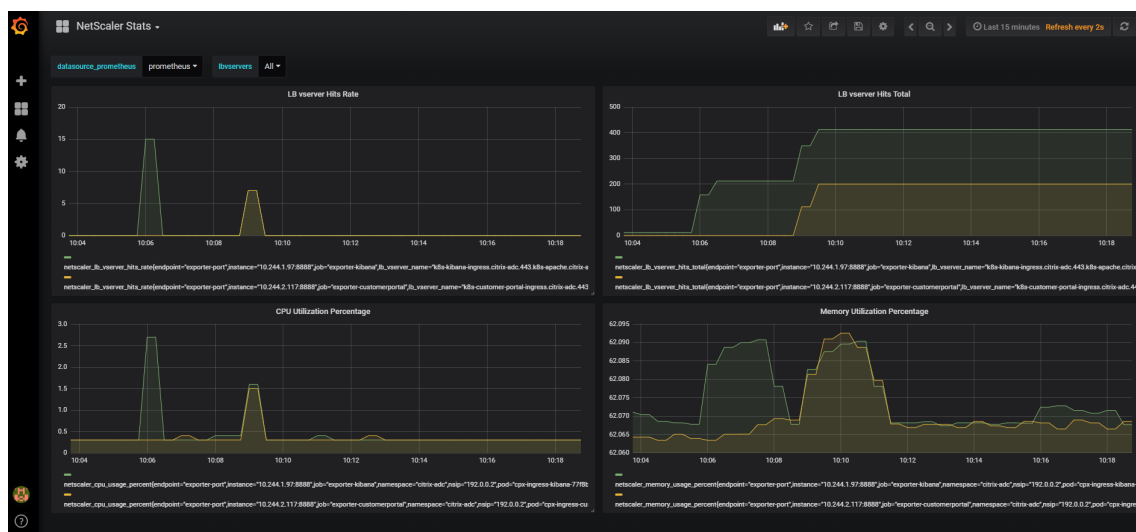 NetScaler Stats
Last 15 minutes Refresh every 2s
datasource_prometheus prometheus lbvservers All
LB vserver Hits Rate
20
15
10
5
0
10:04 10:06 10:08 10:10 10:12 10:14 10:16 10:18
netscaler_lb_vserver_hits_rate{endpoint="exporter-port",instance="10.244.1.97:8888",job="exporter-kibana",lb_vserver_name="k8s-kibana-ingress.citrix-adc.443.k8s-apache.citrix-a
netscaler_lb_vserver_hits_rate{endpoint="exporter-port",instance="10.244.2.117:8888",job="exporter-customerportal",lb_vserver_name="k8s-customer-portal-ingress.citrix-adc.443
LB vserver Hits Total
500
400
300
200
100
0
10:04 10:06 10:08 10:10 10:12 10:14 10:16 10:18
netscaler_lb_vserver_hits_total{endpoint="exporter-port",instance="10.244.1.97:8888",job="exporter-kibana",lb_vserver_name="k8s-kibana-ingress.citrix-adc.443.k8s-apache.citrix-a
netscaler_lb_vserver_hits_total{endpoint="exporter-port",instance="10.244.2.117:8888",job="exporter-customerportal",lb_vserver_name="k8s-customer-portal-ingress.citrix-adc.44
CPU Utilization Percentage
3.0
2.5
2.0
1.5
1.0
0.5
0
10:04 10:06 10:08 10:10 10:12 10:14 10:16 10:18
netscaler_cpu_usage_percent{endpoint="exporter-port",instance="10.244.1.97:8888",job="exporter-kibana",namespace="citrix-adc",nsip="192.0.0.2",pod="cpx-ingress-kibana-77f8b
netscaler_cpu_usage_percent{endpoint="exporter-port",instance="10.244.2.117:8888",job="exporter-customerportal",namespace="citrix-adc",nsip="192.0.0.2",pod="cpx-ingress-cu
Memory Utilization Percentage
62.095
62.090
62.085
62.080
62.075
62.070
62.065
62.060
10:04 10:06 10:08 10:10 10:12 10:14 10:16 10:18
netscaler_memory_usage_percent{endpoint="exporter-port",instance="10.244.1.97:8888",job="exporter-kibana",namespace="citrix-adc",nsip="192.0.0.2",pod="cpx-ingress-kibana-
netscaler_memory_usage_percent{endpoint="exporter-port",instance="10.244.2.117:8888",job="exporter-customerportal",namespace="citrix-adc",nsip="192.0.0.2",pod="cpx-ingre